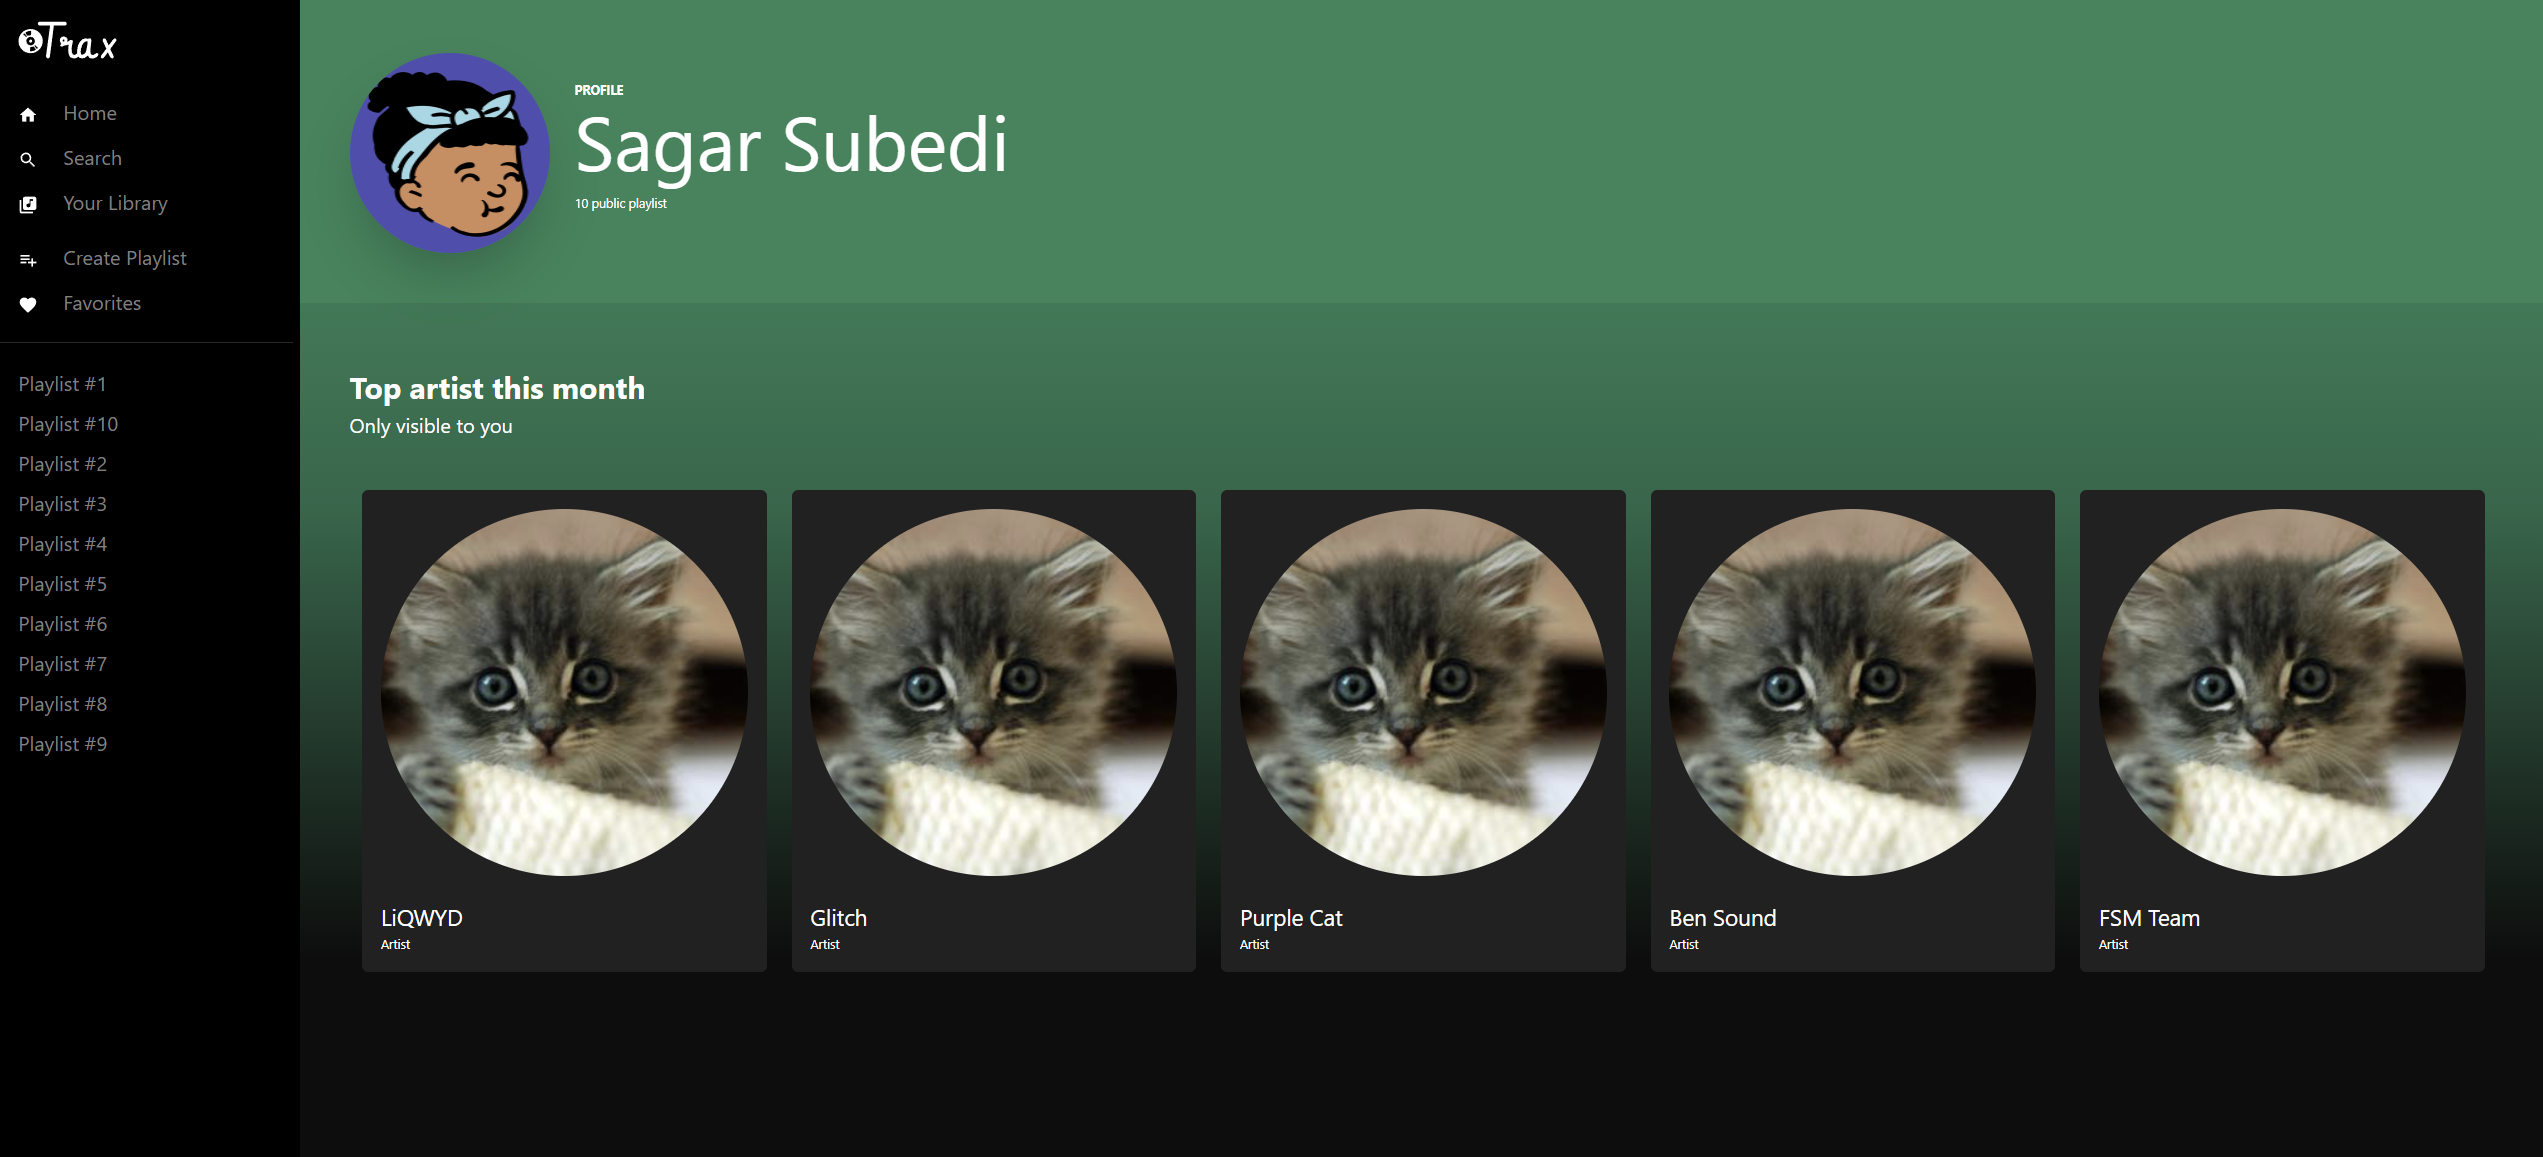 Trax
Home
Search
Your Library
Create Playlist
Favorites
Playlist #1
Playlist #10
Playlist #2
Playlist #3
Playlist #4
Playlist #5
Playlist #6
Playlist #7
Playlist #8
Playlist #9
PROFILE
Sagar Subedi
10 public playlist
Top artist this month
Only visible to you
LiQWYD
Artist
Glitch
Artist
Purple Cat
Artist
Ben Sound
Artist
FSM Team
Artist